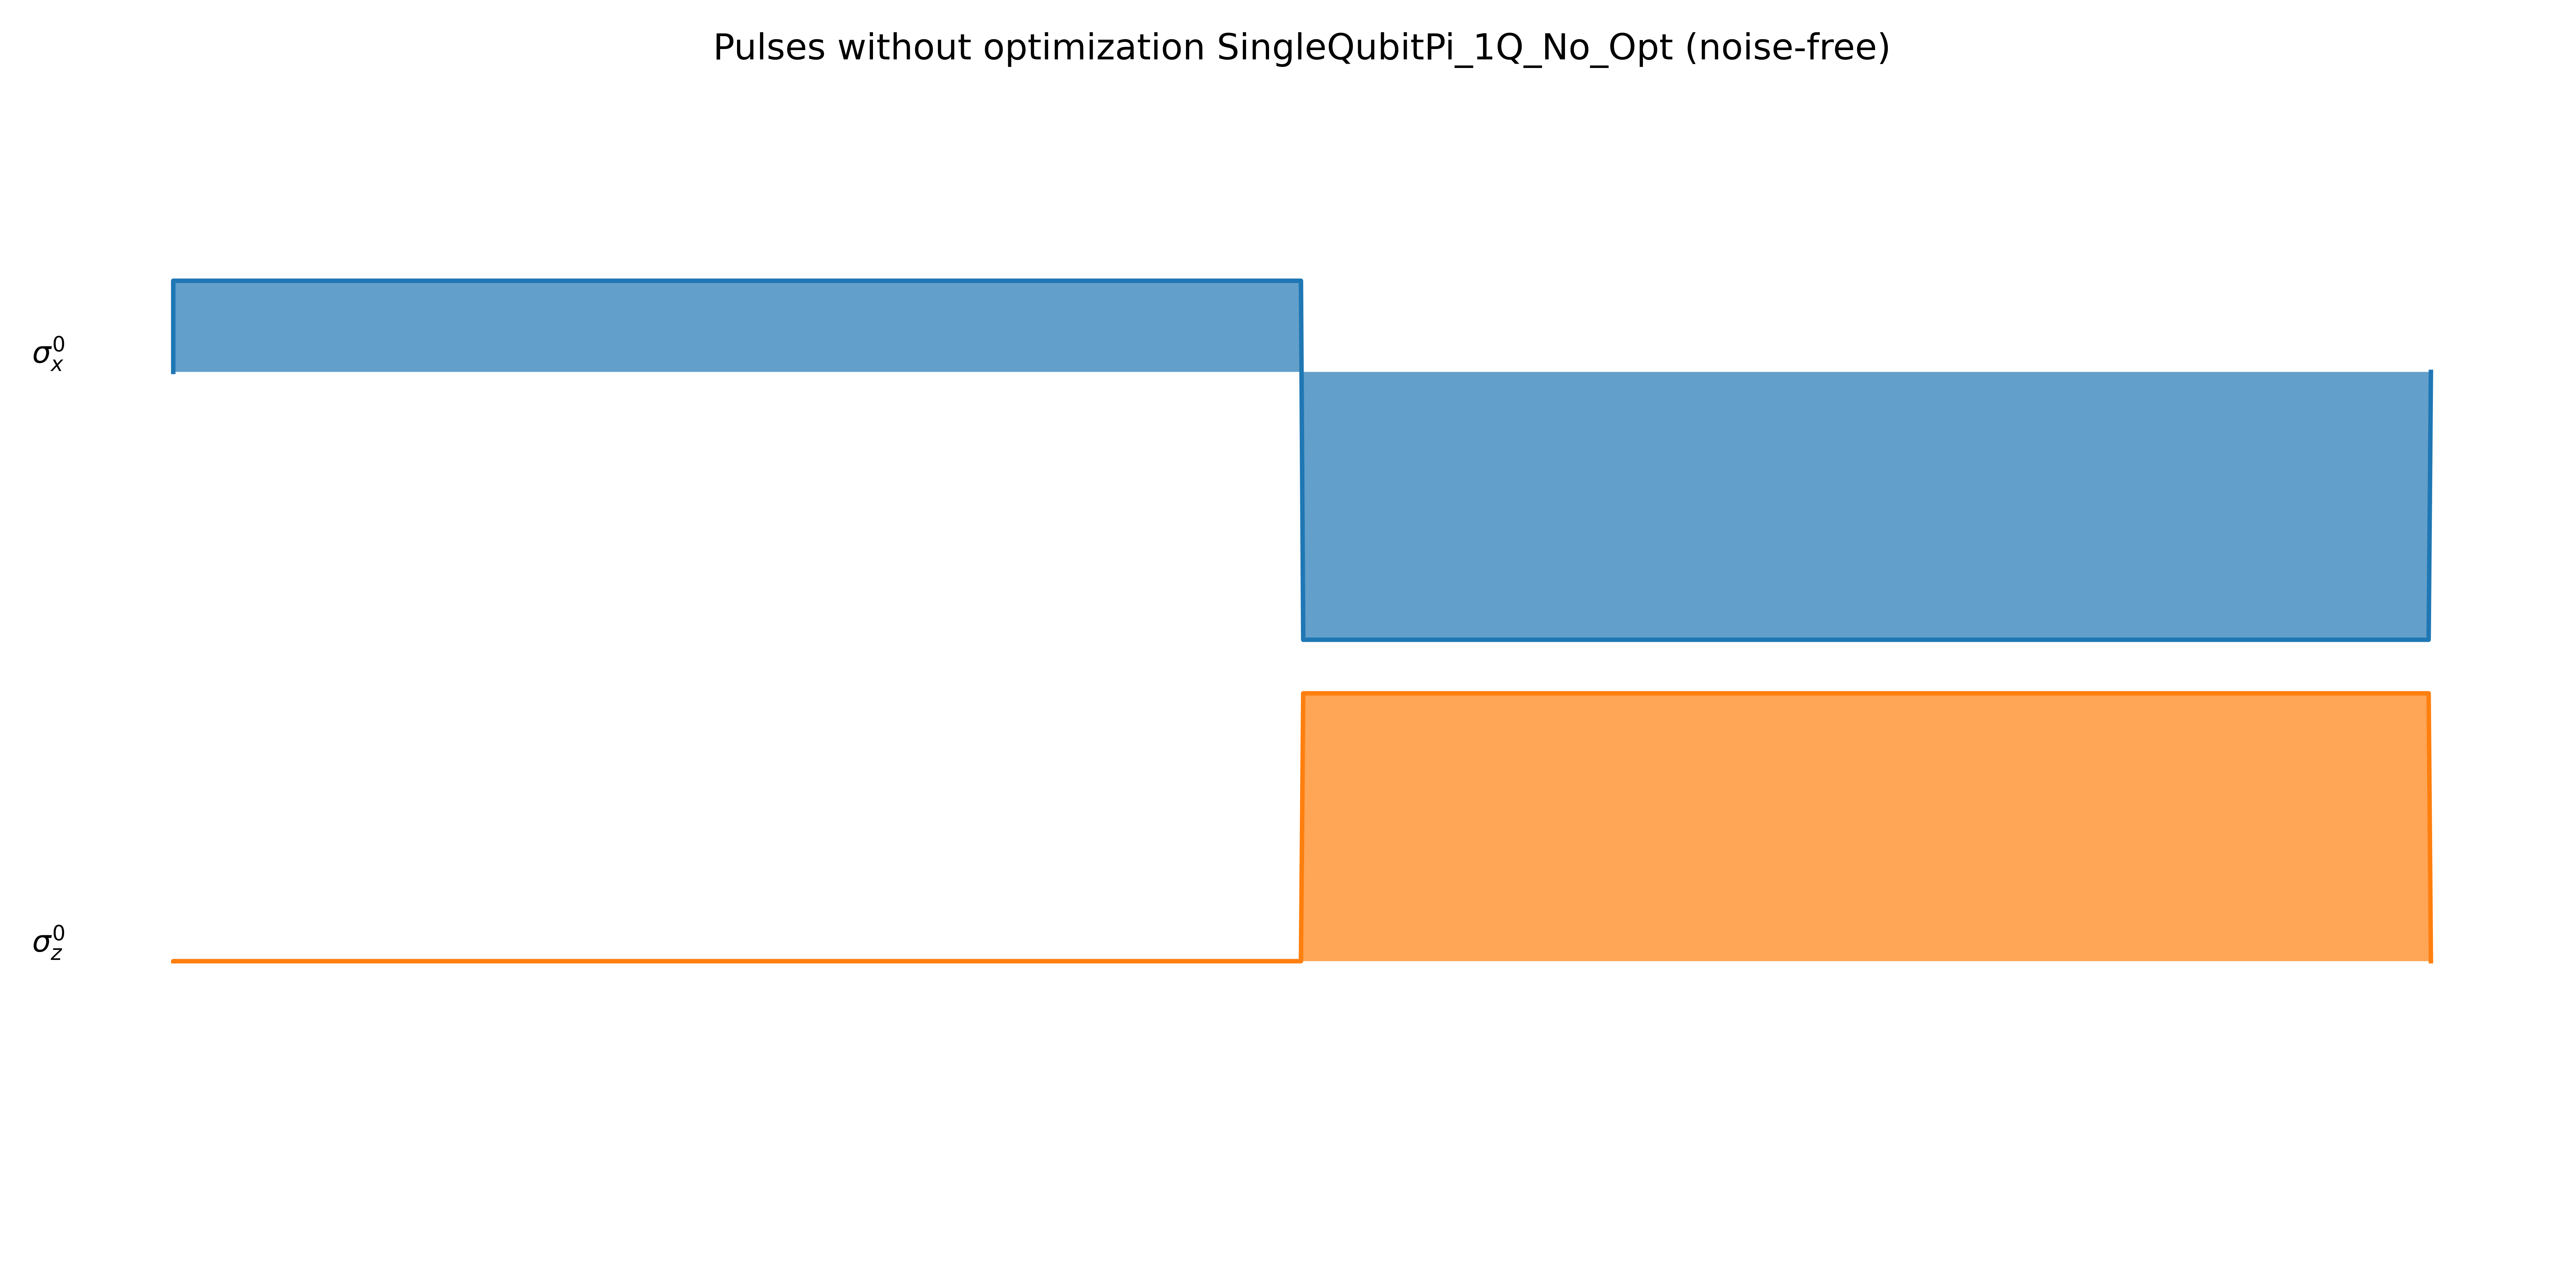 Pulses without optimization SingleQubitPi_1Q_No_Opt (noise-free)
σ_x^0
σ_z^0